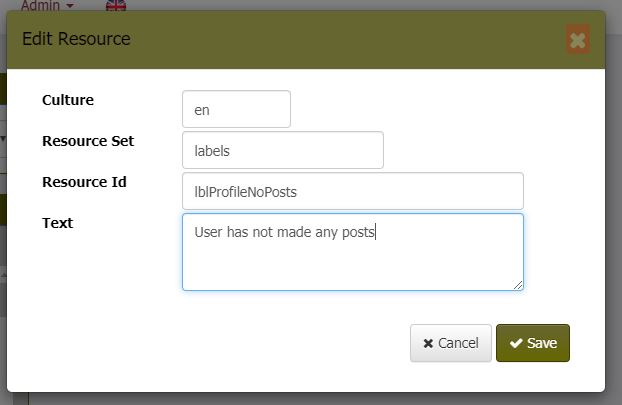 Admin
Edit Resource
Culture
en
Resource Set
labels
Resource Id
lblProfileNoPosts
Text
User has not made any posts
Cancel
Save